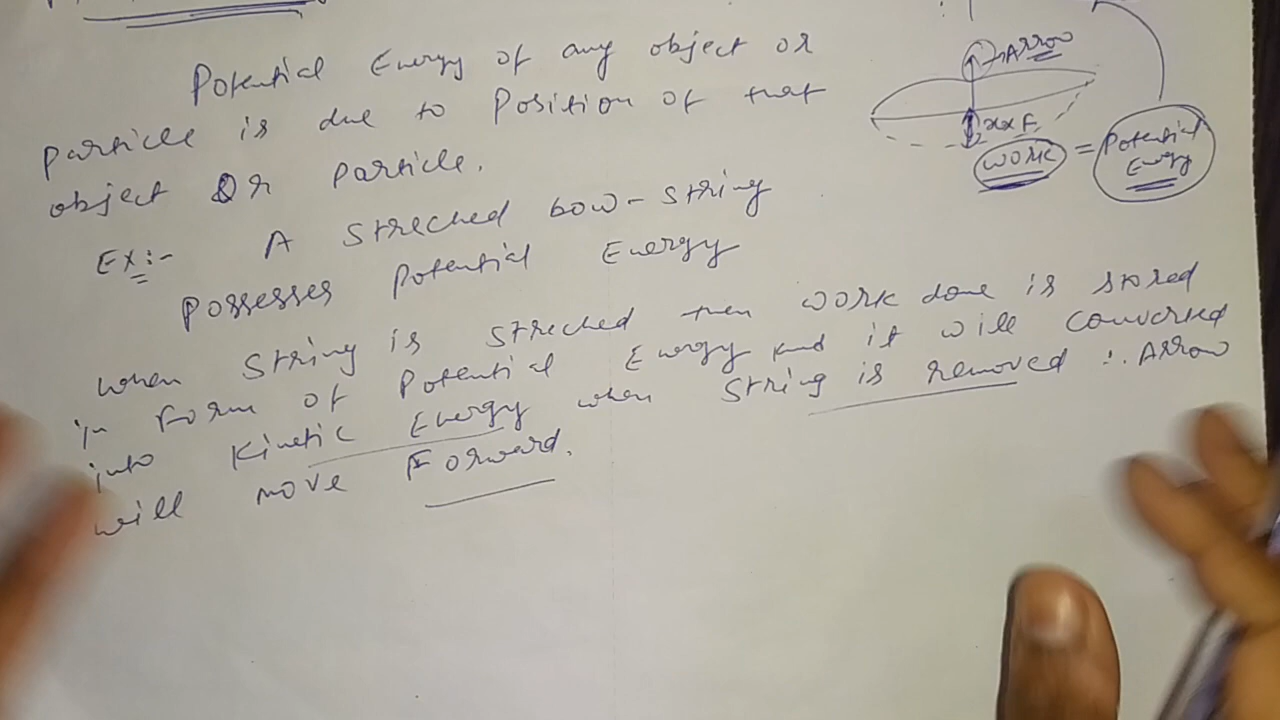 Potential Energy of any object or
particle is due to Position of that
object Or particle.
Ex:- A streched bow-string
Possesses Potential Energy
when string is streched then work done is stored
in Form of Potential Energy and it will converted
into Kinetic Energy when string is removed ∴ Arrow
will move Forward.
Arrow
F
WORK = Potential
Energy